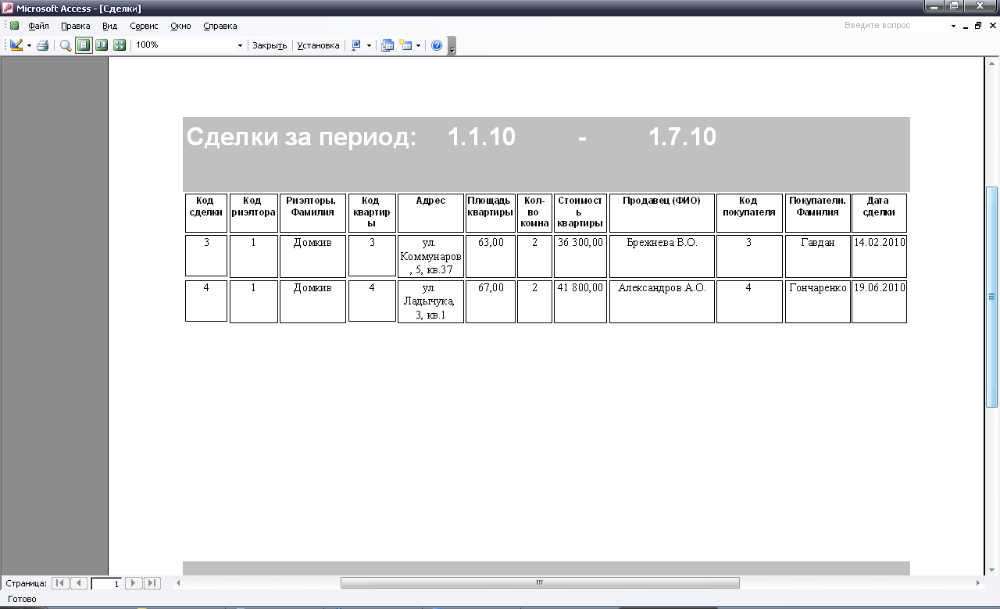 Microsoft Access - [Сделки]
Файл Правка Вид Сервис Окно Справка Введите вопрос
100% Закрыть Установка
Сделки за период: 1.1.10 - 1.7.10
Код Код Риэлторы. Код Адрес Площадь Кол- Стоимост Продавец (ФИО) Код Покупатели. Дата
сделки риэлтора Фамилия квартир квартиры во ь покупателя Фамилия сделки
ы комна квартиры
3 1 Домкив 3 ул. 63,00 2 36 300,00 Брежнева В.О. 3 Гавдан 14.02.2010
Коммунаров
, 5, кв.37
4 1 Домкив 4 ул. 67,00 2 41 800,00 Александров А.О. 4 Гончаренко 19.06.2010
Ладычука,
3, кв.1
Страница: 1
Готово